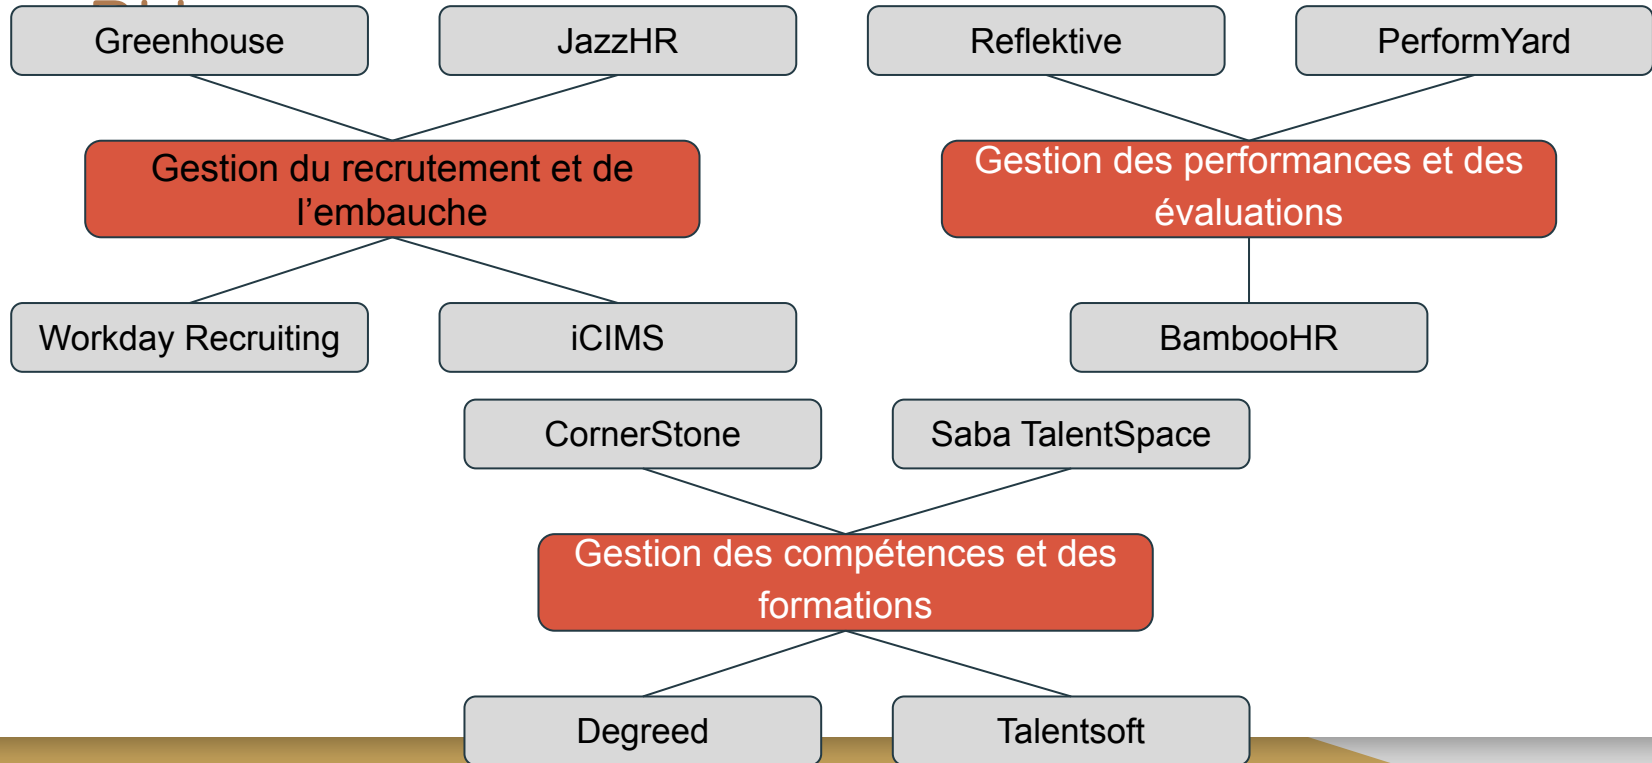 Greenhouse
JazzHR
Reflektive
PerformYard
Gestion du recrutement et de
l’embauche
Gestion des performances et des
évaluations
Workday Recruiting
iCIMS
BambooHR
CornerStone
Saba TalentSpace
Gestion des compétences et des
formations
Degreed
Talentsoft